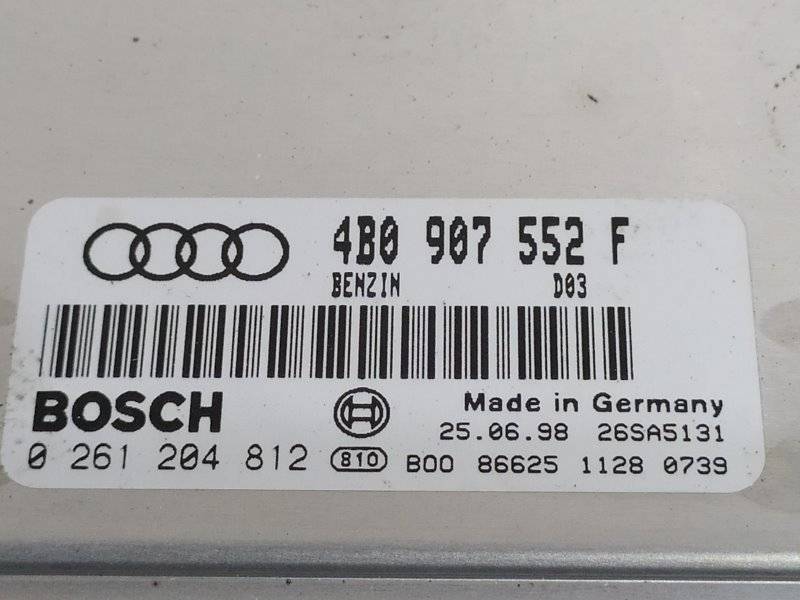 4B0 907 552 F
BENZIN D03
BOSCH
Made in Germany
25.06.98 26SA5131
0 261 204 812 810 B00 86625 1128 0739